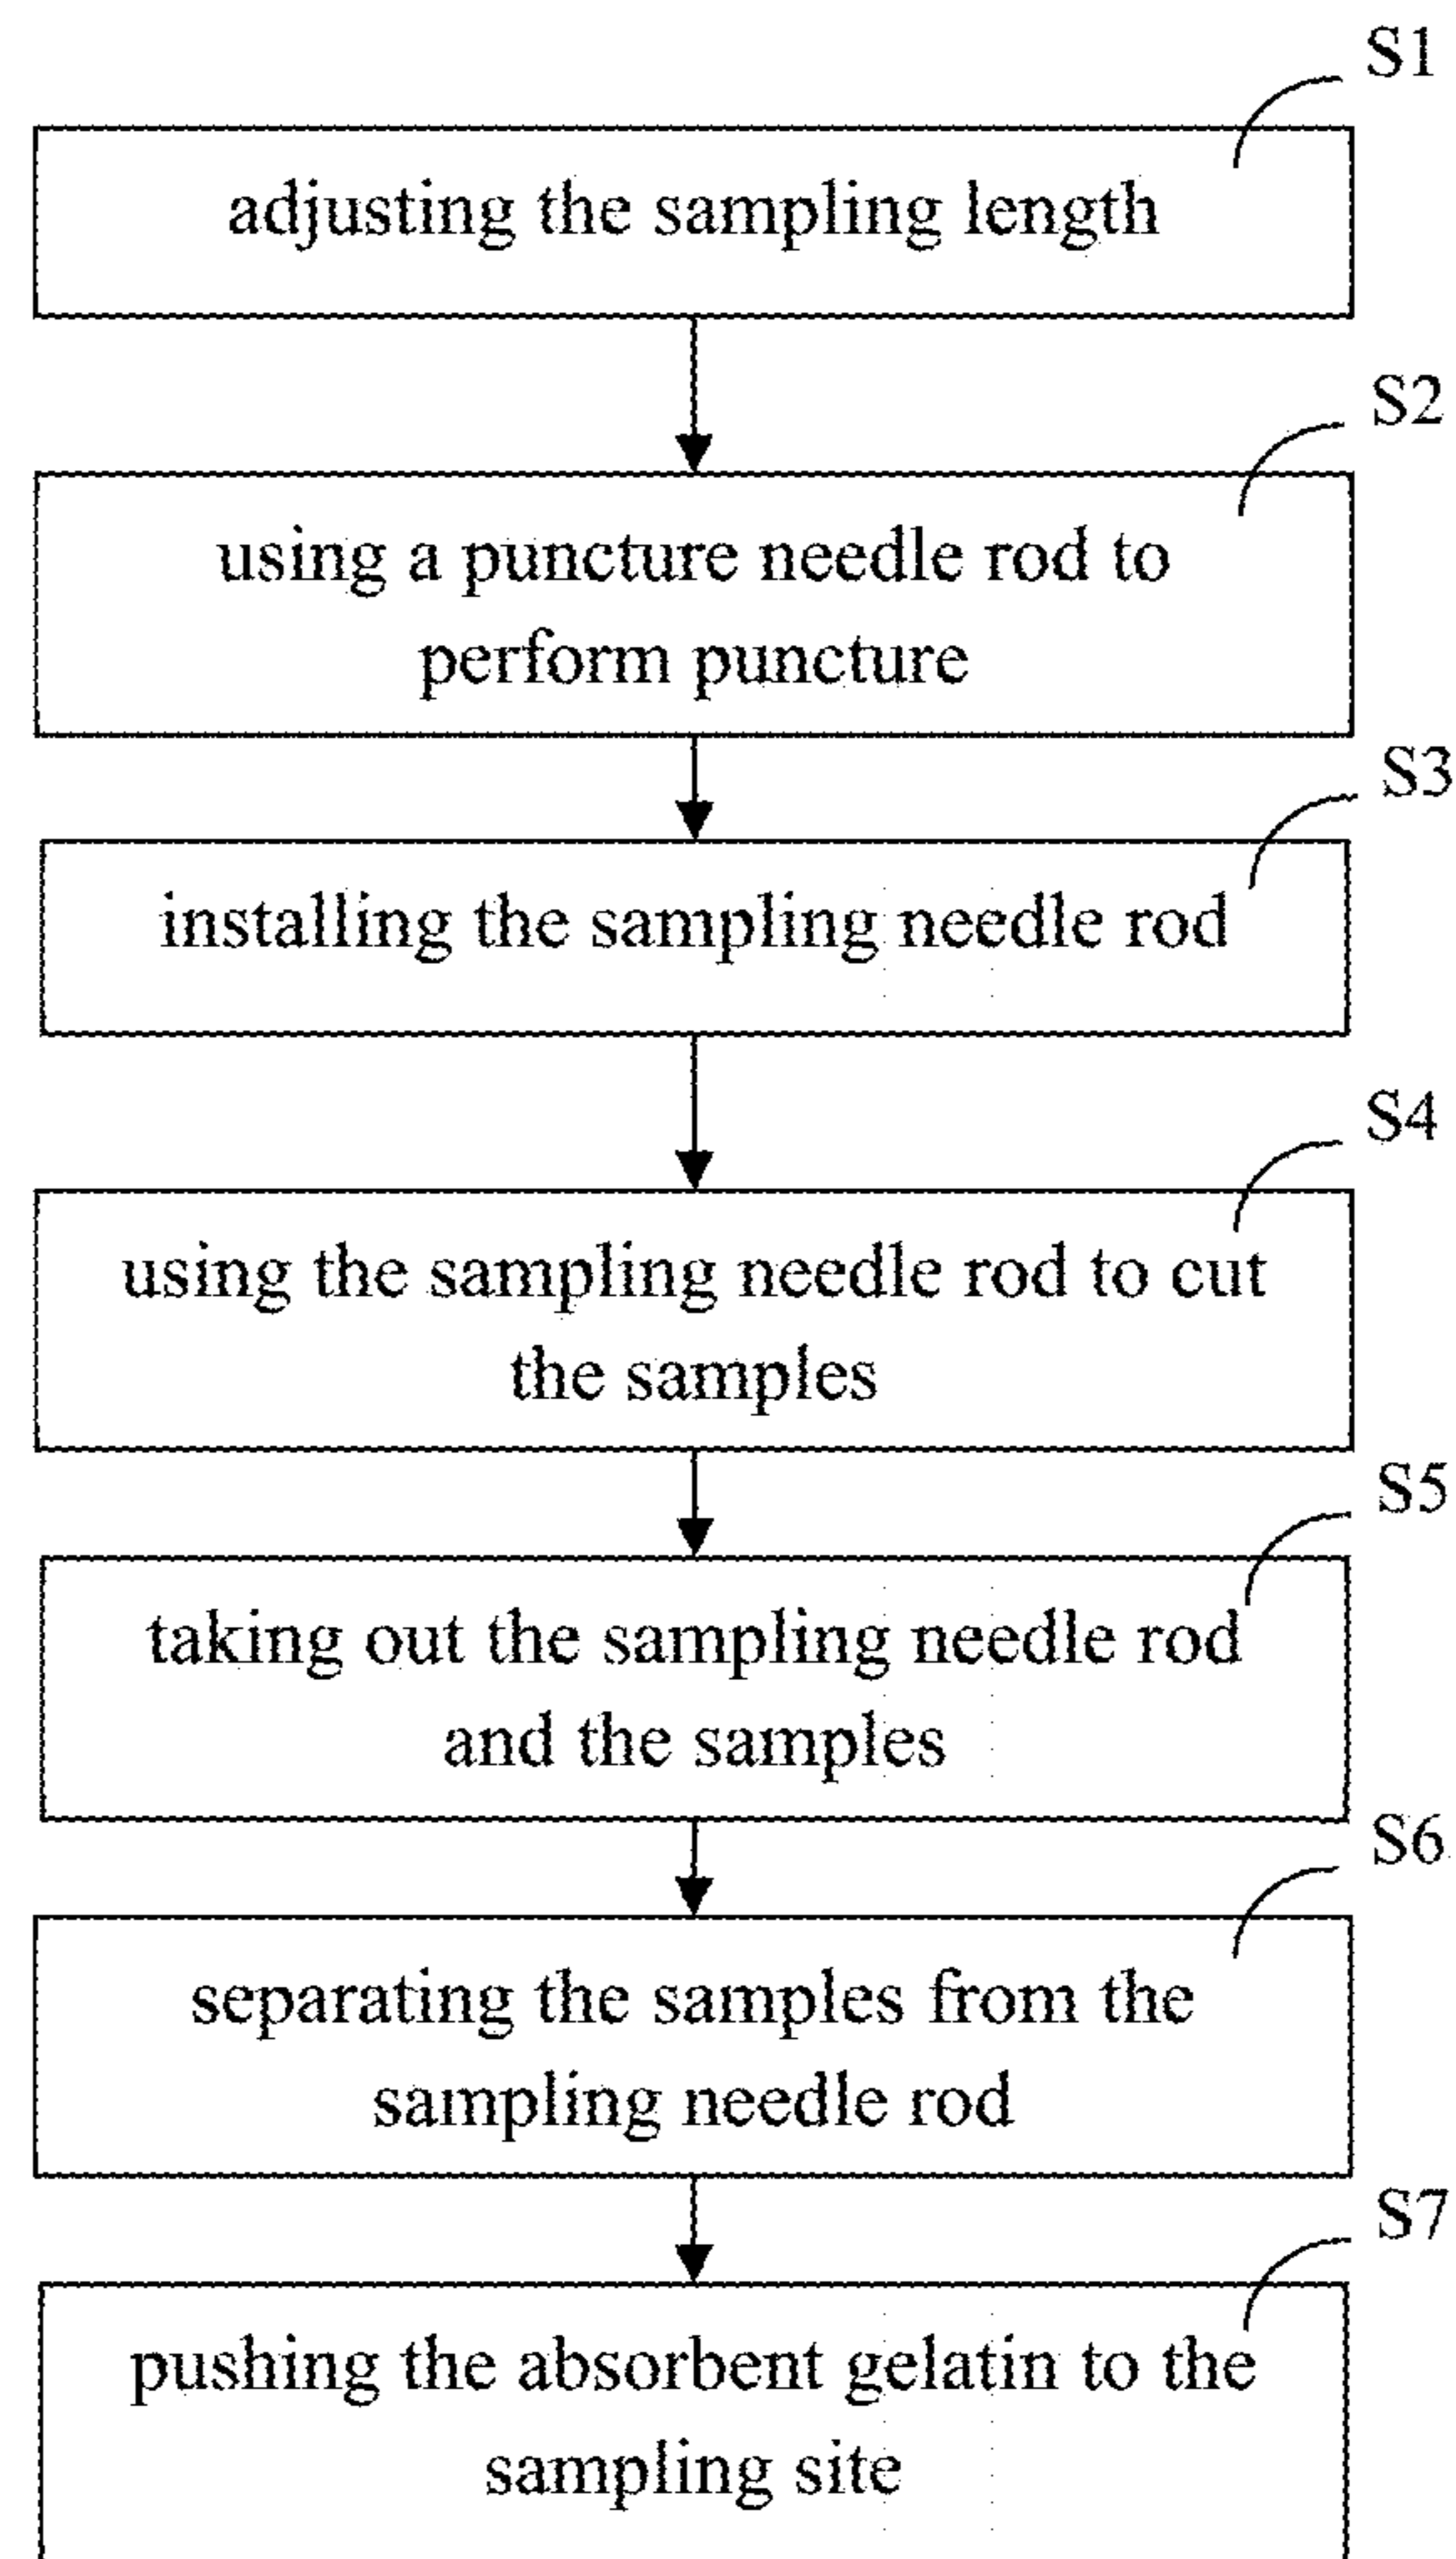 S1
adjusting the sampling length
S2
using a puncture needle rod to
perform puncture
S3
installing the sampling needle rod
S4
using the sampling needle rod to cut
the samples
S5
taking out the sampling needle rod
and the samples
S6
separating the samples from the
sampling needle rod
S7
pushing the absorbent gelatin to the
sampling site